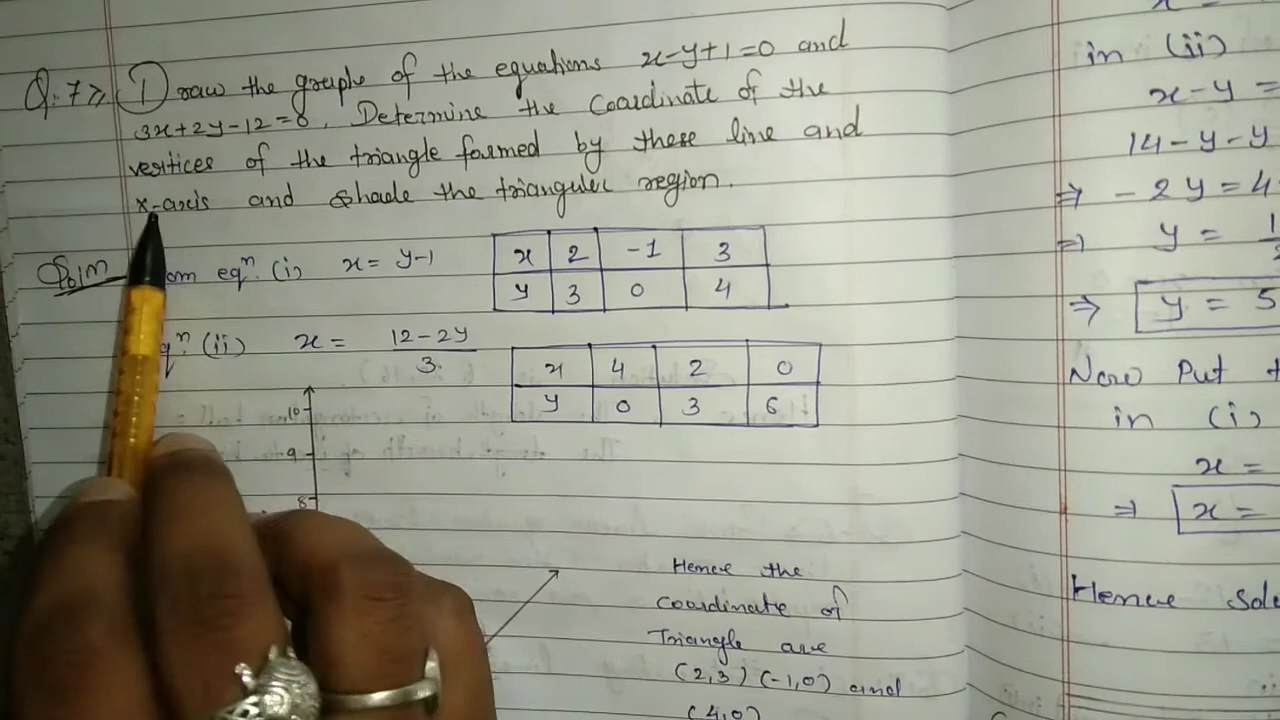 Q.7⇒ Draw the graph of the equations x-y+1=0 and
3x+2y-12=0. Determine the Coordinate of the
vertices of the triangle formed by these line and
x-axis and Shade the triangular region.
Soln om eqn. (i) x = y-1
x 2 -1 3
y 3 0 4
qn. (ii) x = 12-2y / 3.
x 4 2 0
y 0 3 6
10
9
8
Hence the
Coordinate of
Triangle are
(2,3) (-1,0) and
(4,0)
in (ii)
x-y =
14-y-y
⇒ -2y = 4
⇒ y =
⇒ y = 5
Now Put
in (i)
x =
⇒ x =
Hence